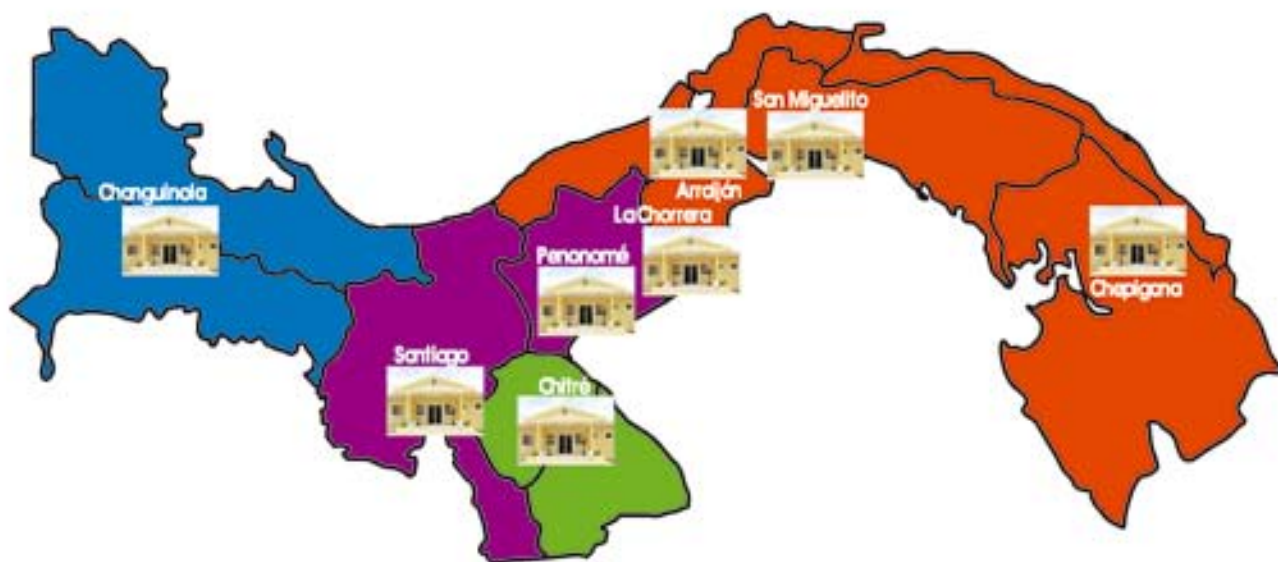 San Miguelito
Changuinola
Arraiján
La Chorrera
Penonomé
Chepigana
Santiago
Chitré